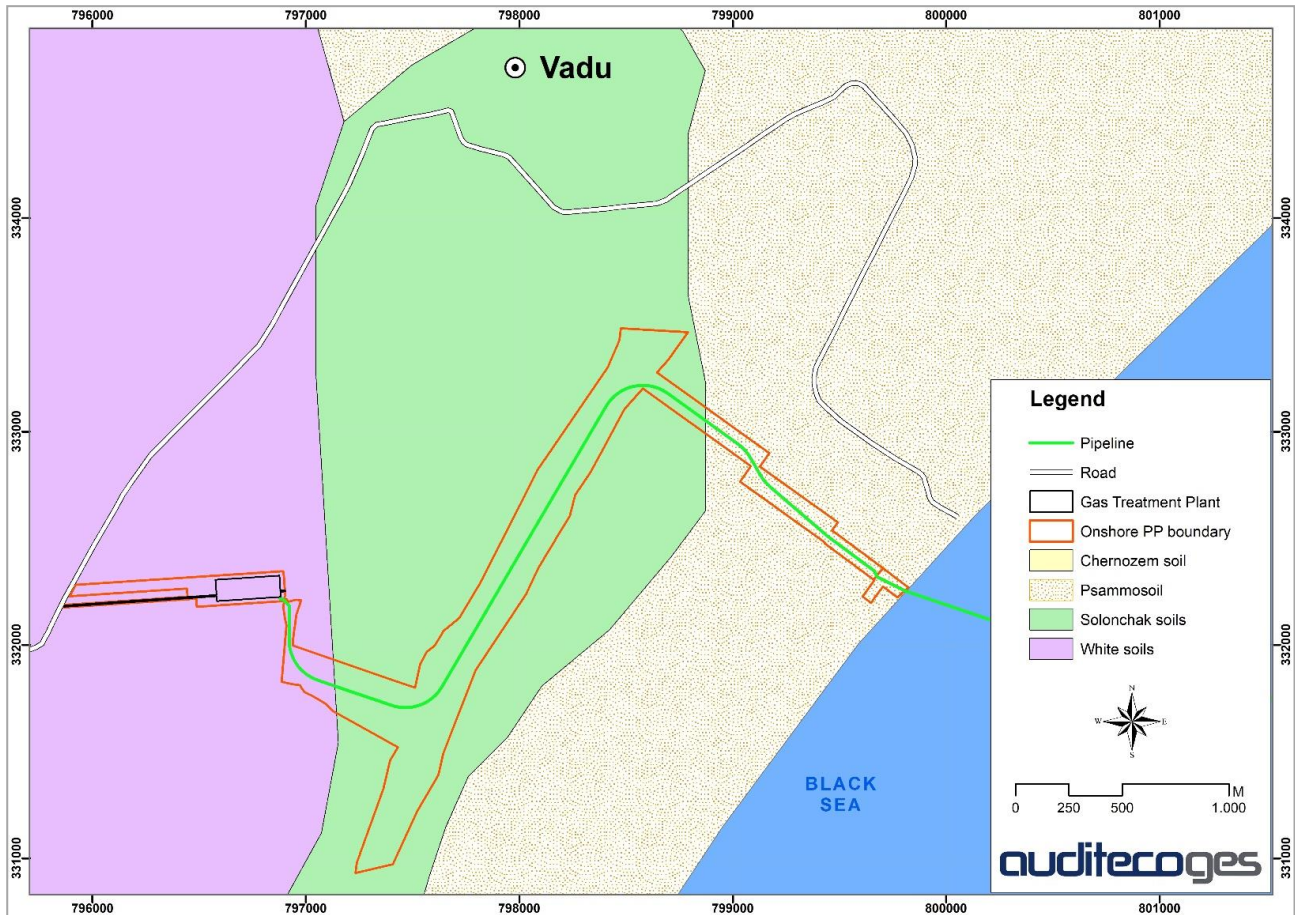 796000 797000 798000 799000 800000 801000
Vadu
334000 334000
333000 333000
332000 332000
331000 331000
BLACK
SEA
Legend
Pipeline
Road
Gas Treatment Plant
Onshore PP boundary
Chernozem soil
Psammosoil
Solonchak soils
White soils
N
W E
S
M
0 250 500 1.000
auditecoges
796000 797000 798000 799000 800000 801000